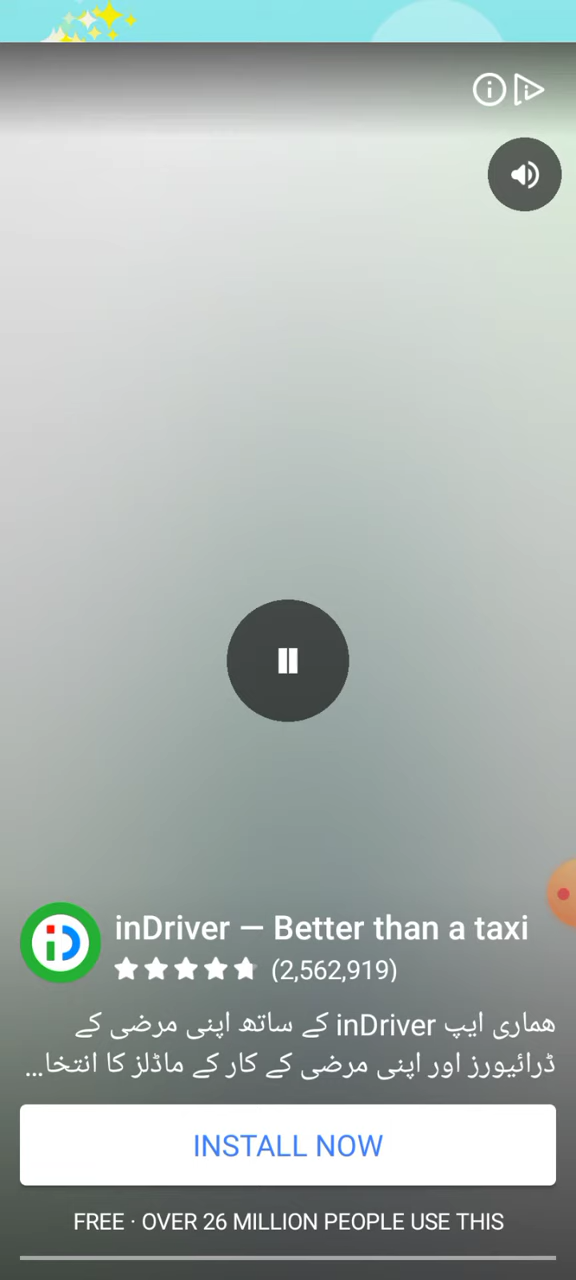 inDriver — Better than a taxi
(2,562,919)
ھماری ایپ inDriver کے ساتھ اپنی مرضی کے
ڈرائیورز اور اپنی مرضی کے کار کے ماڈلز کا انتخا...
INSTALL NOW
FREE · OVER 26 MILLION PEOPLE USE THIS